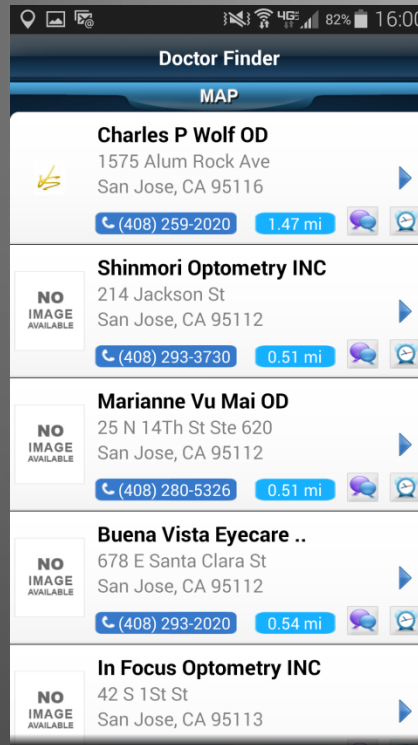 4GE 82% 16:00
Doctor Finder
MAP
Charles P Wolf OD
1575 Alum Rock Ave
San Jose, CA 95116
(408) 259-2020 1.47 mi
NO
IMAGE
AVAILABLE
Shinmori Optometry INC
214 Jackson St
San Jose, CA 95112
(408) 293-3730 0.51 mi
NO
IMAGE
AVAILABLE
Marianne Vu Mai OD
25 N 14Th St Ste 620
San Jose, CA 95112
(408) 280-5326 0.51 mi
NO
IMAGE
AVAILABLE
Buena Vista Eyecare ..
678 E Santa Clara St
San Jose, CA 95112
(408) 293-2020 0.54 mi
NO
IMAGE
AVAILABLE
In Focus Optometry INC
42 S 1St St
San Jose, CA 95113